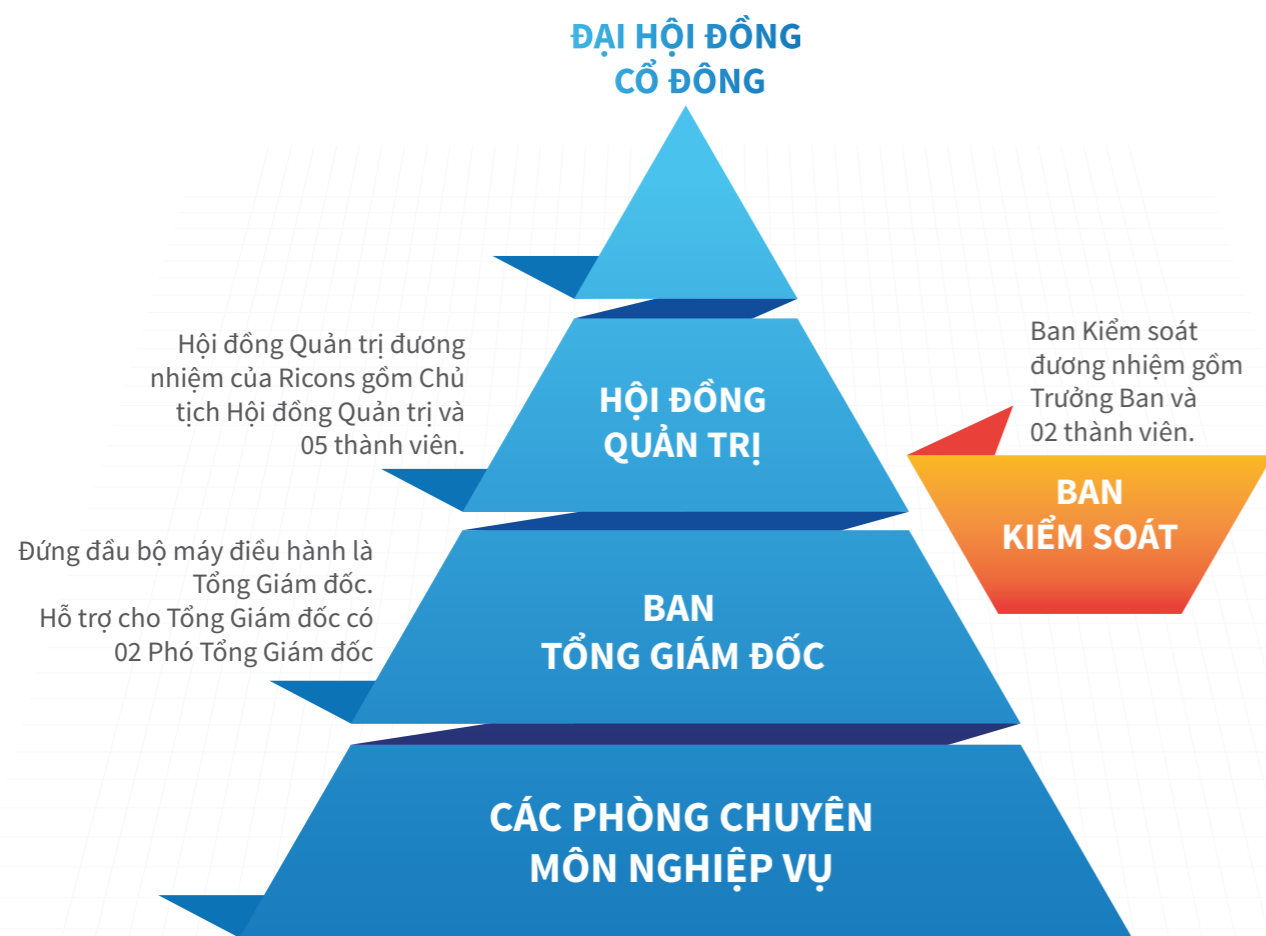 ĐẠI HỘI ĐỒNG
CỔ ĐÔNG
Hội đồng Quản trị đương
nhiệm của Ricons gồm Chủ
tịch Hội đồng Quản trị và
05 thành viên.
HỘI ĐỒNG
QUẢN TRỊ
Ban Kiểm soát
đương nhiệm gồm
Trưởng Ban và
02 thành viên.
BAN
KIỂM SOÁT
Đứng đầu bộ máy điều hành là
Tổng Giám đốc.
Hỗ trợ cho Tổng Giám đốc có
02 Phó Tổng Giám đốc
BAN
TỔNG GIÁM ĐỐC
CÁC PHÒNG CHUYÊN
MÔN NGHIỆP VỤ